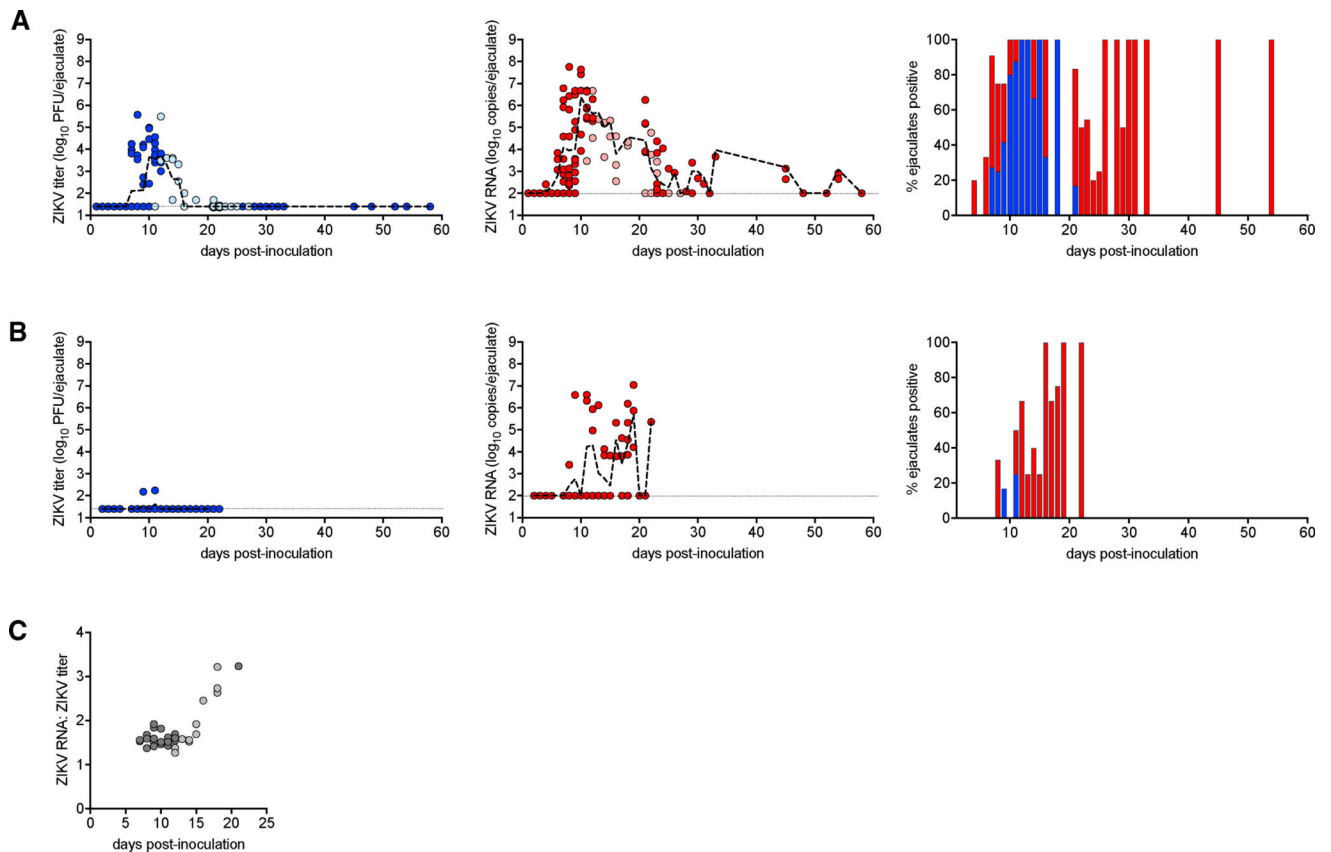 A
ZIKV titer (log10 PFU/ejaculate)
9
8
7
6
5
4
3
2
1
0 10 20 30 40 50 60
days post-inoculation
ZIKV RNA (log10 copies/ejaculate)
9
8
7
6
5
4
3
2
1
0 10 20 30 40 50 60
days post-inoculation
% ejaculates positive
100
80
60
40
20
0
10 20 30 40 50 60
days post-inoculation
B
ZIKV titer (log10 PFU/ejaculate)
9
8
7
6
5
4
3
2
1
0 10 20 30 40 50 60
days post-inoculation
ZIKV RNA (log10 copies/ejaculate)
9
8
7
6
5
4
3
2
1
0 10 20 30 40 50 60
days post-inoculation
% ejaculates positive
100
80
60
40
20
0
10 20 30 40 50 60
days post-inoculation
C
ZIKV RNA: ZIKV titer
4
3
2
1
0
0 5 10 15 20 25
days post-inoculation